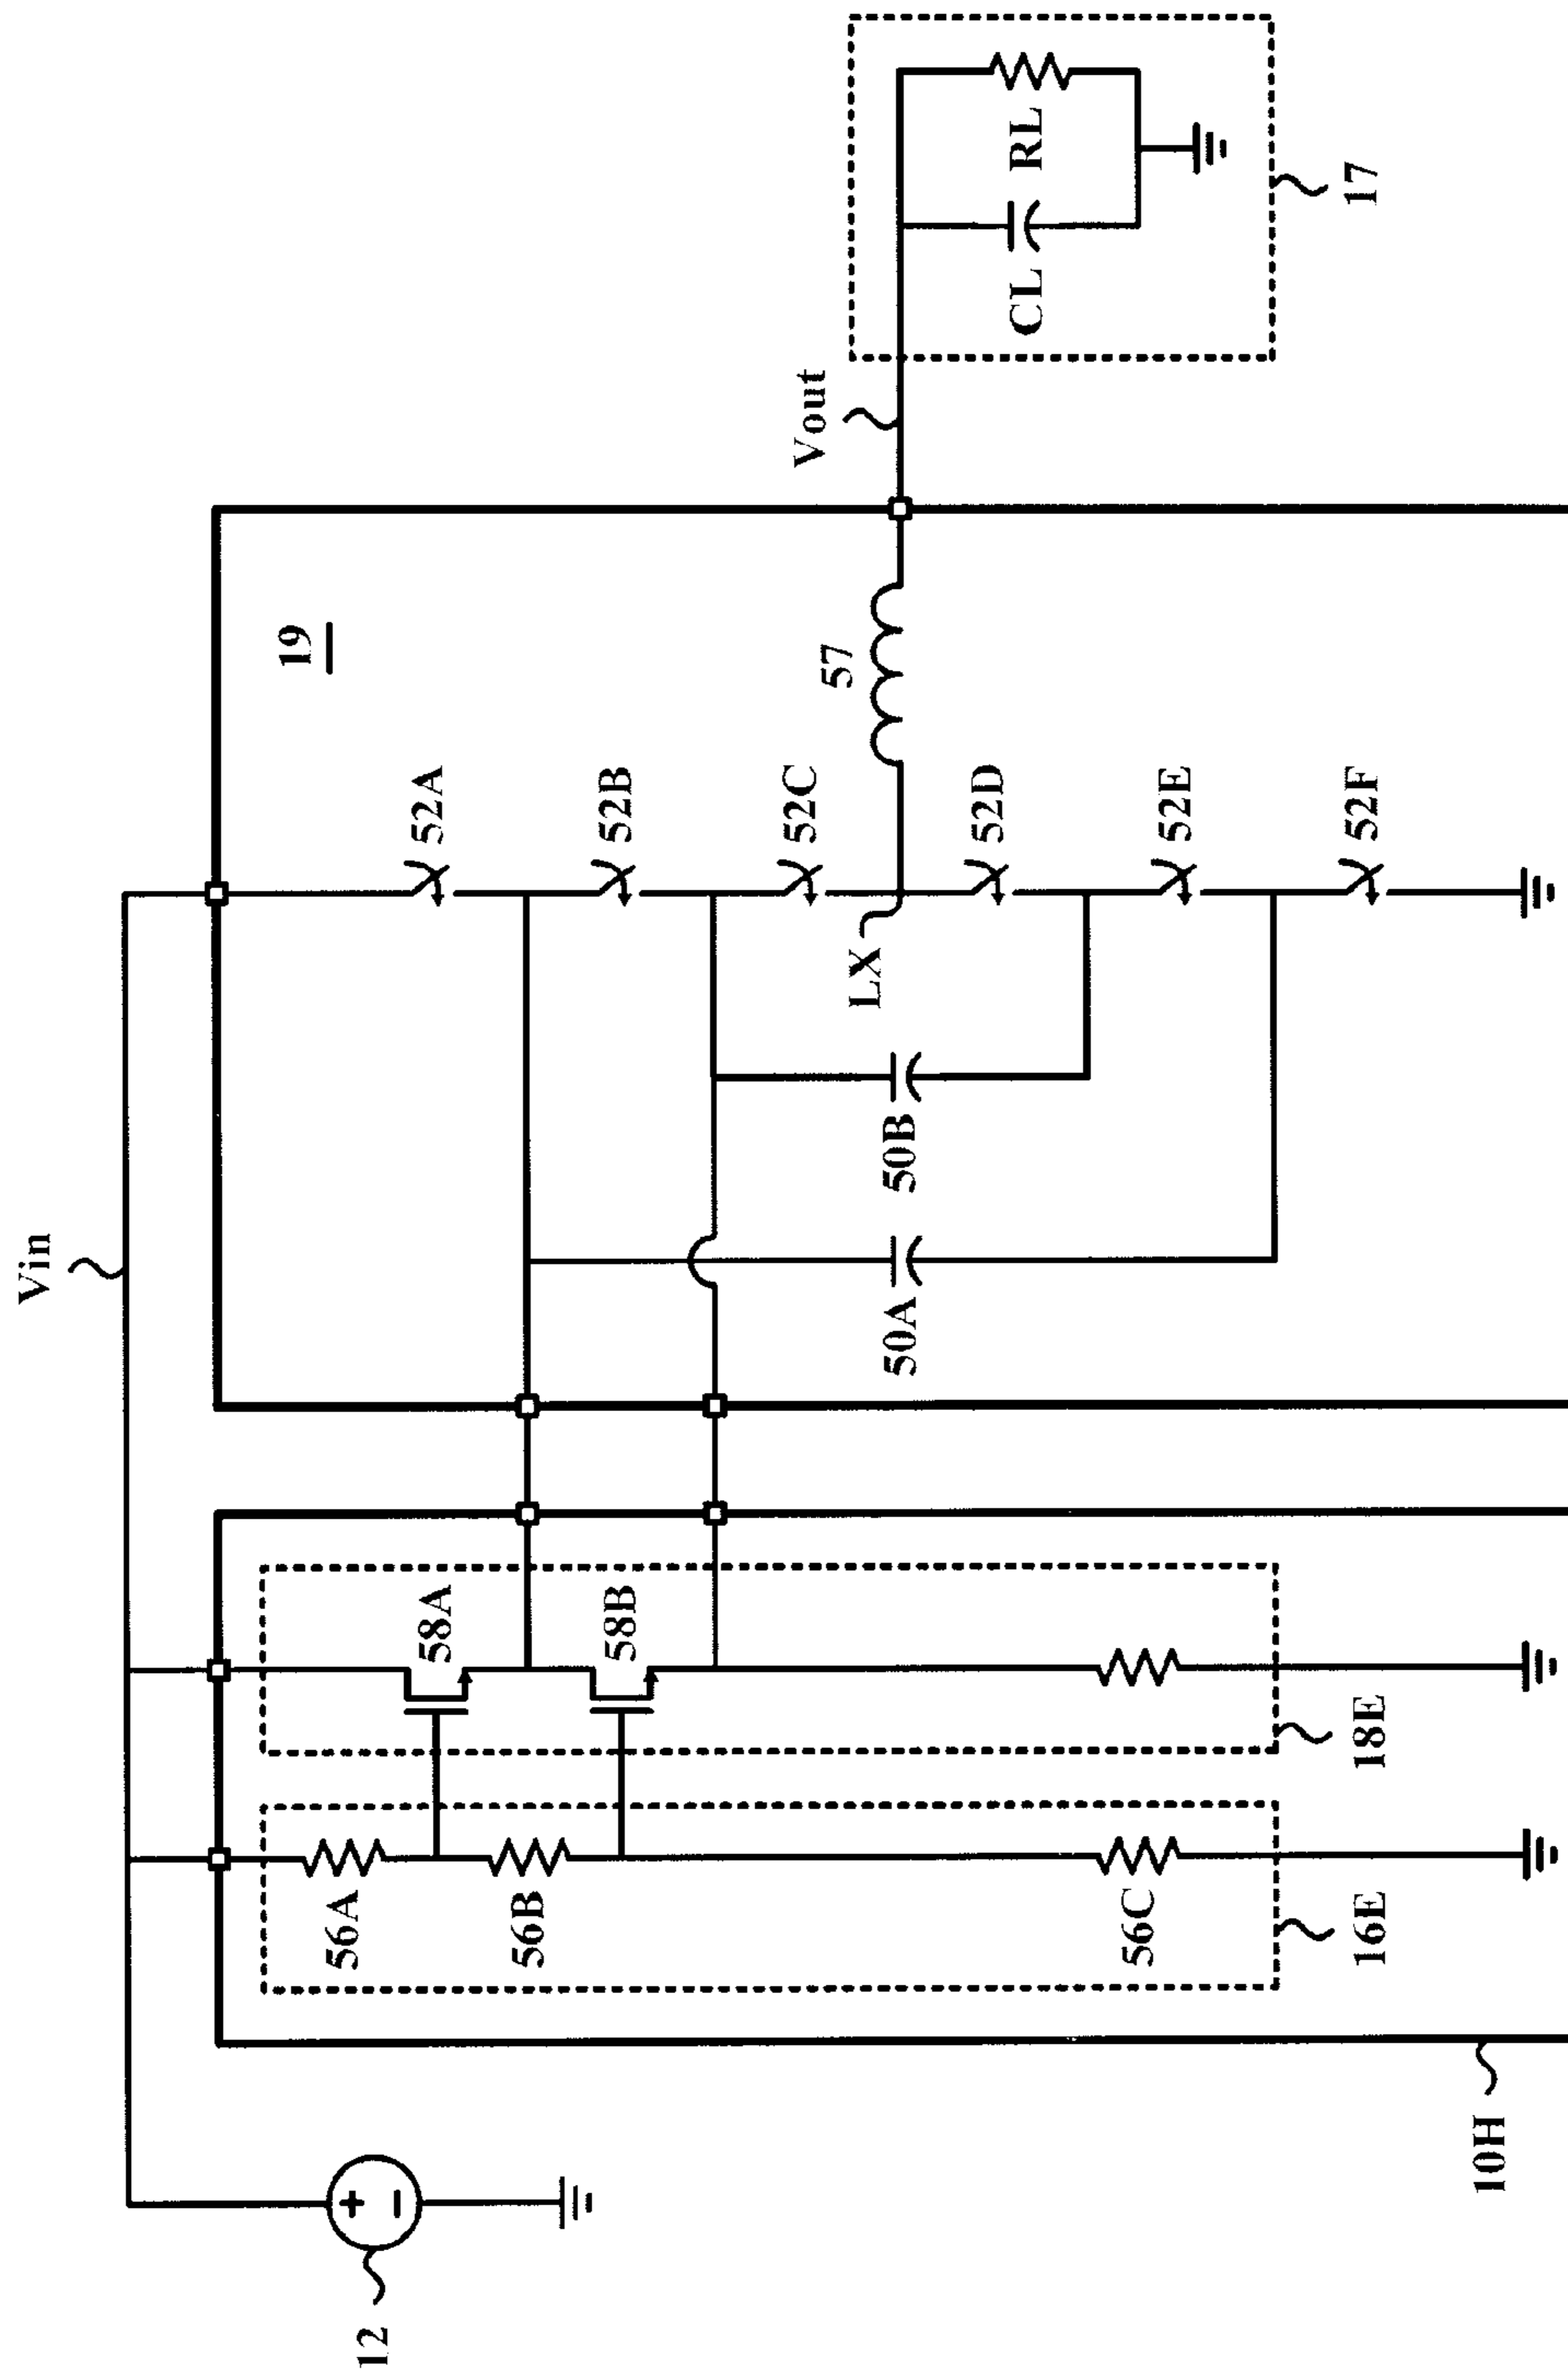 Vin
19
52A
52B
52C
52D
52E
52F
57
LX
Vout
CL
RL
17
50A
50B
58A
58B
18E
56A
56B
56C
16E
10H
12